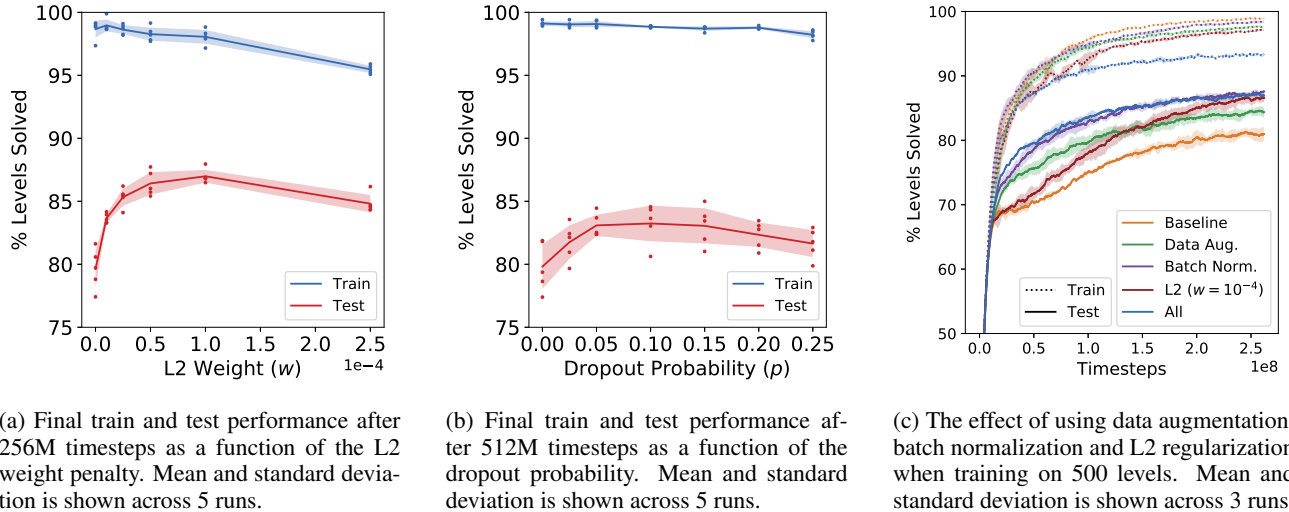 100
95
90
85
80
75
% Levels Solved
Train
Test
0.0 0.5 1.0 1.5 2.0 2.5
L2 Weight (w) 1e−4
100
95
90
85
80
75
% Levels Solved
Train
Test
0.00 0.05 0.10 0.15 0.20 0.25
Dropout Probability (p)
100
90
80
70
60
50
% Levels Solved
Train
Test
Baseline
Data Aug.
Batch Norm.
L2 (w = 10⁻⁴)
All
0.0 0.5 1.0 1.5 2.0 2.5
Timesteps 1e8
(a) Final train and test performance after
256M timesteps as a function of the L2
weight penalty. Mean and standard devia-
tion is shown across 5 runs.
(b) Final train and test performance af-
ter 512M timesteps as a function of the
dropout probability. Mean and standard
deviation is shown across 5 runs.
(c) The effect of using data augmentation
batch normalization and L2 regularization
when training on 500 levels. Mean and
standard deviation is shown across 3 runs